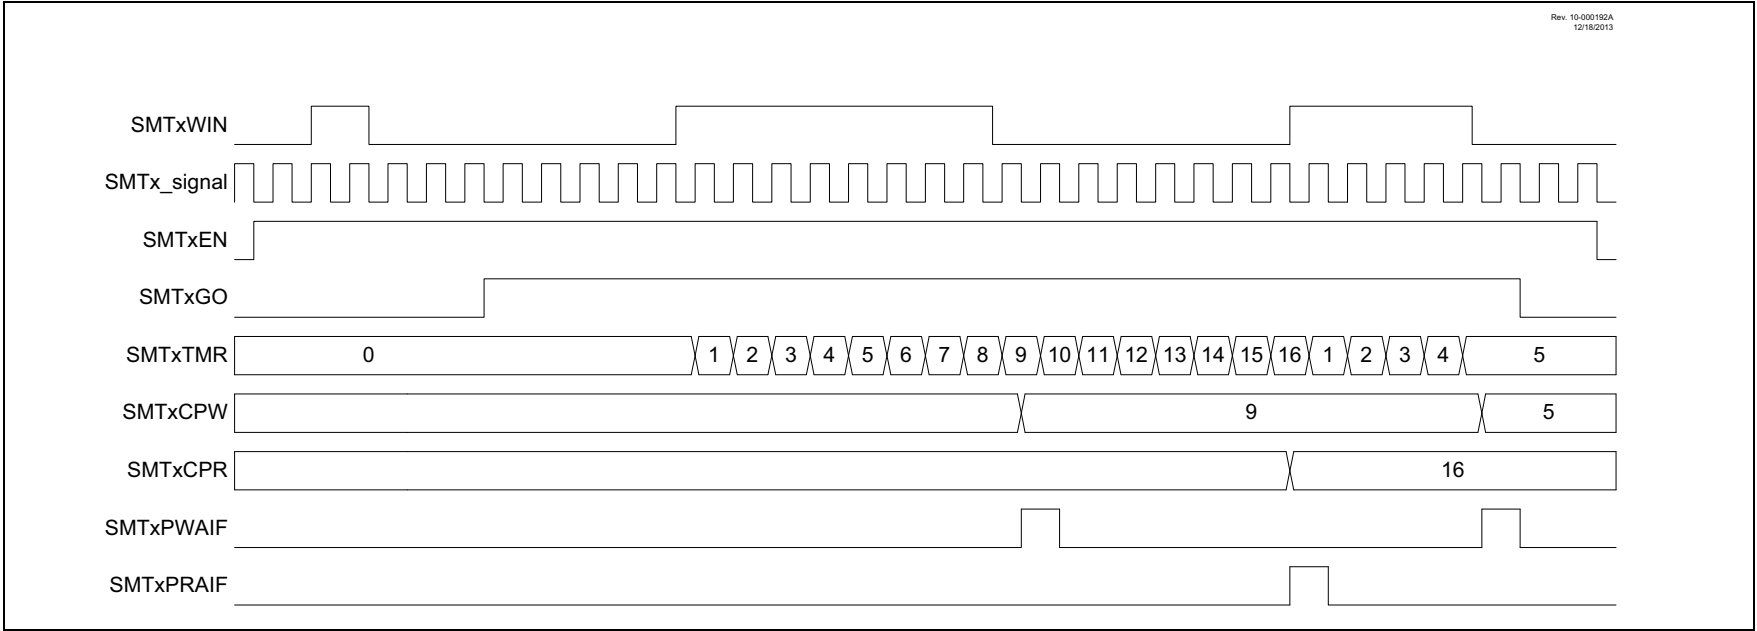 Rev. 10-000192A
12/18/2013
SMTxWIN
SMTx_signal
SMTxEN
SMTxGO
SMTxTMR 0 1 2 3 4 5 6 7 8 9 10 11 12 13 14 15 16 1 2 3 4 5
SMTxCPW 9 5
SMTxCPR 16
SMTxPWAIF
SMTxPRAIF